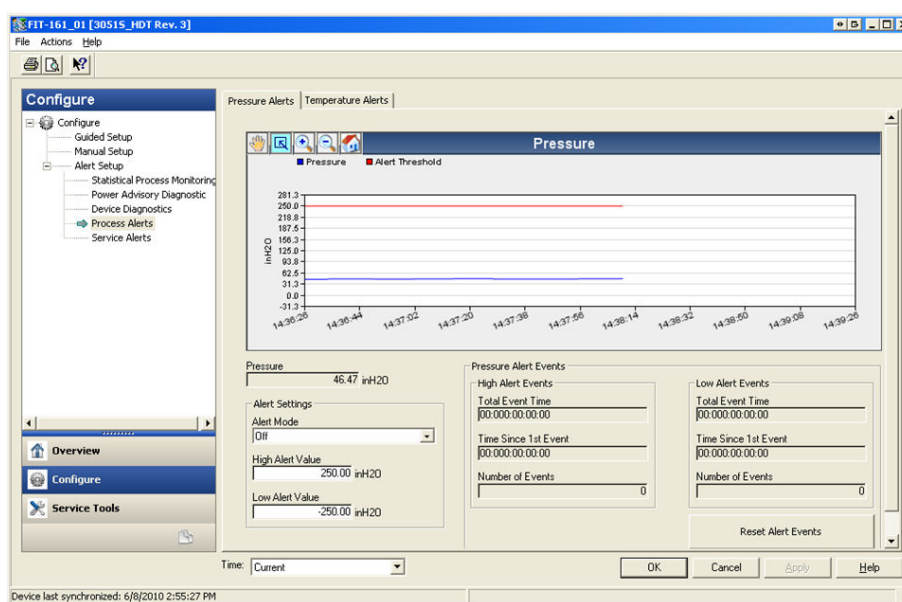 FIT-161_01 [3051S_HDT Rev. 3]
File Actions Help
Configure
Configure
Guided Setup
Manual Setup
Alert Setup
Statistical Process Monitoring
Power Advisory Diagnostic
Device Diagnostics
Process Alerts
Service Alerts
Overview
Configure
Service Tools
Pressure Alerts Temperature Alerts
Pressure
Pressure Alert Threshold
inH2O
281.3
250.0
218.8
187.5
156.3
125.0
93.8
62.5
31.3
0.0
-31.3
14:36:26 14:36:44 14:37:02 14:37:20 14:37:38 14:37:56 14:38:14 14:38:32 14:38:50 14:39:08 14:39:26
Pressure
46.47 inH2O
Alert Settings
Alert Mode
Off
High Alert Value
250.00 inH2O
Low Alert Value
-250.00 inH2O
Pressure Alert Events
High Alert Events
Total Event Time
00:000:00:00:00
Time Since 1st Event
00:000:00:00:00
Number of Events
0
Low Alert Events
Total Event Time
00:000:00:00:00
Time Since 1st Event
00:000:00:00:00
Number of Events
0
Reset Alert Events
Time: Current
OK Cancel Apply Help
Device last synchronized: 6/8/2010 2:55:27 PM